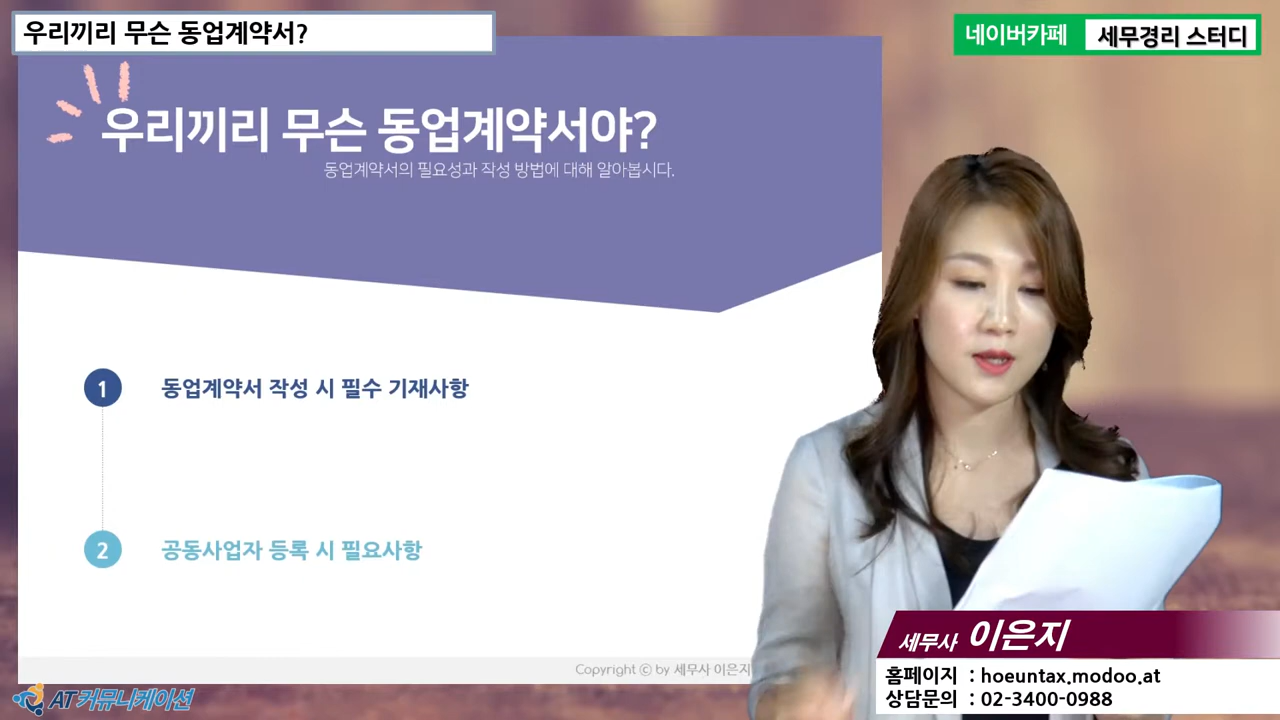 우리끼리 무슨 동업계약서?
네이버카페 세무경리 스터디
우리끼리 무슨 동업계약서야?
동업계약서의 필요성과 작성 방법에 대해 알아봅시다.
1 동업계약서 작성 시 필수 기재사항
2 공동사업자 등록 시 필요사항
Copyright ⓒ by 세무사 이은지
세무사 이은지
홈페이지 : hoeuntax.modoo.at
상담문의 : 02-3400-0988
AT커뮤니케이션